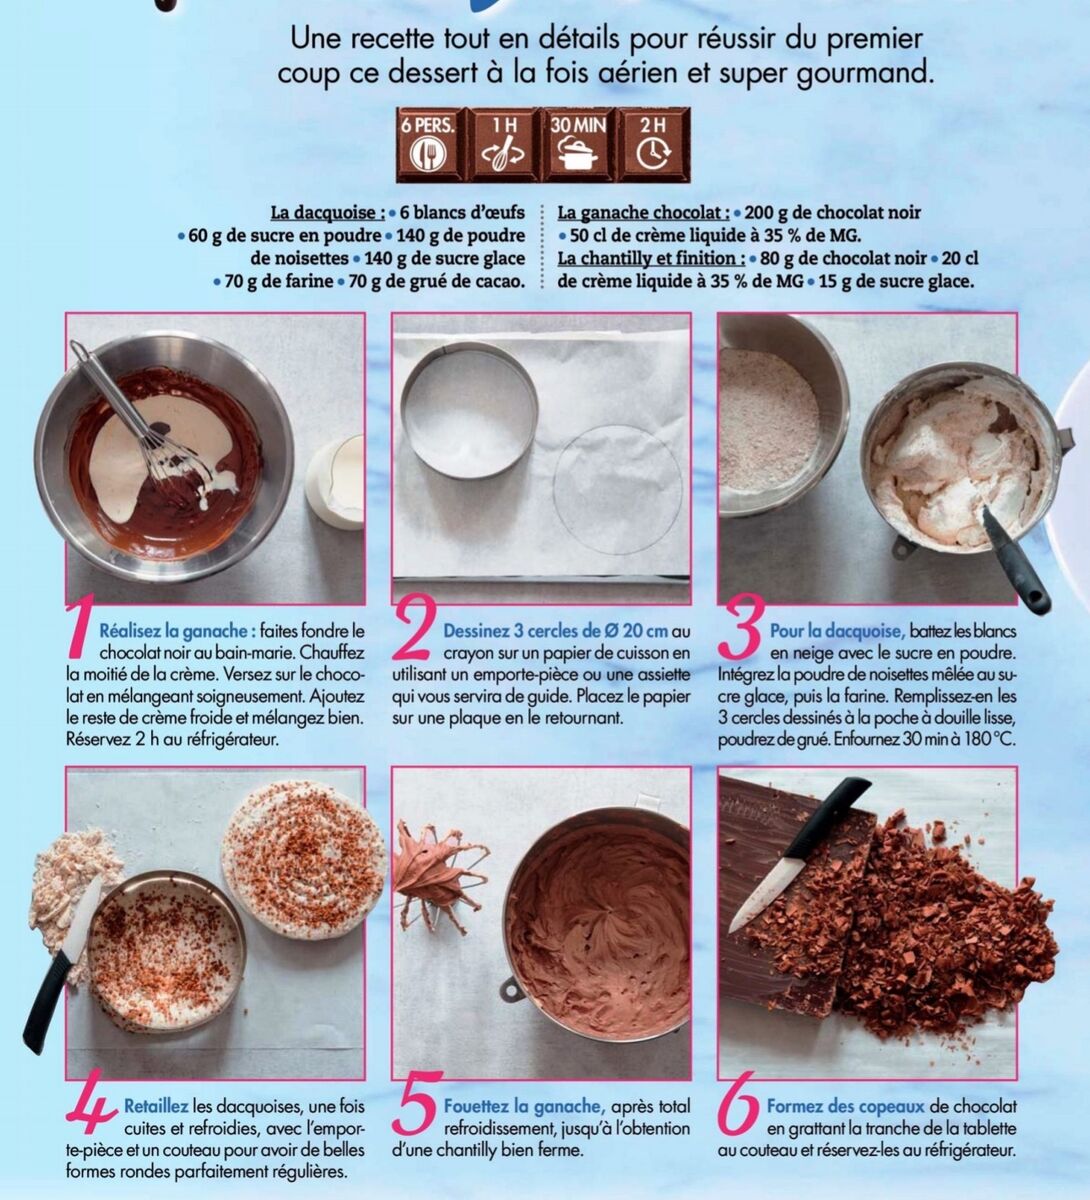 Une recette tout en détails pour réussir du premier
coup ce dessert à la fois aérien et super gourmand.
6 PERS. 1 H 30 MIN 2 H
La dacquoise : • 6 blancs d'œufs
• 60 g de sucre en poudre • 140 g de poudre
de noisettes • 140 g de sucre glace
• 70 g de farine • 70 g de grué de cacao.
La ganache chocolat : • 200 g de chocolat noir
• 50 cl de crème liquide à 35 % de MG.
La chantilly et finition : • 80 g de chocolat noir • 20 cl
de crème liquide à 35 % de MG • 15 g de sucre glace.
1 Réalisez la ganache : faites fondre le
chocolat noir au bain-marie. Chauffez
la moitié de la crème. Versez sur le choco-
lat en mélangeant soigneusement. Ajoutez
le reste de crème froide et mélangez bien.
Réservez 2 h au réfrigérateur.
2 Dessinez 3 cercles de Ø 20 cm au
crayon sur un papier de cuisson en
utilisant un emporte-pièce ou une assiette
qui vous servira de guide. Placez le papier
sur une plaque en le retournant.
3 Pour la dacquoise, battez les blancs
en neige avec le sucre en poudre.
Intégrez la poudre de noisettes mêlée au su-
cre glace, puis la farine. Remplissez-en les
3 cercles dessinés à la poche à douille lisse,
poudrez de grué. Enfournez 30 min à 180 °C.
4 Retaillez les dacquoises, une fois
cuites et refroidies, avec l'empor-
te-pièce et un couteau pour avoir de belles
formes rondes parfaitement régulières.
5 Fouettez la ganache, après total
refroidissement, jusqu'à l'obtention
d'une chantilly bien ferme.
6 Formez des copeaux de chocolat
en grattant la tranche de la tablette
au couteau et réservez-les au réfrigérateur.